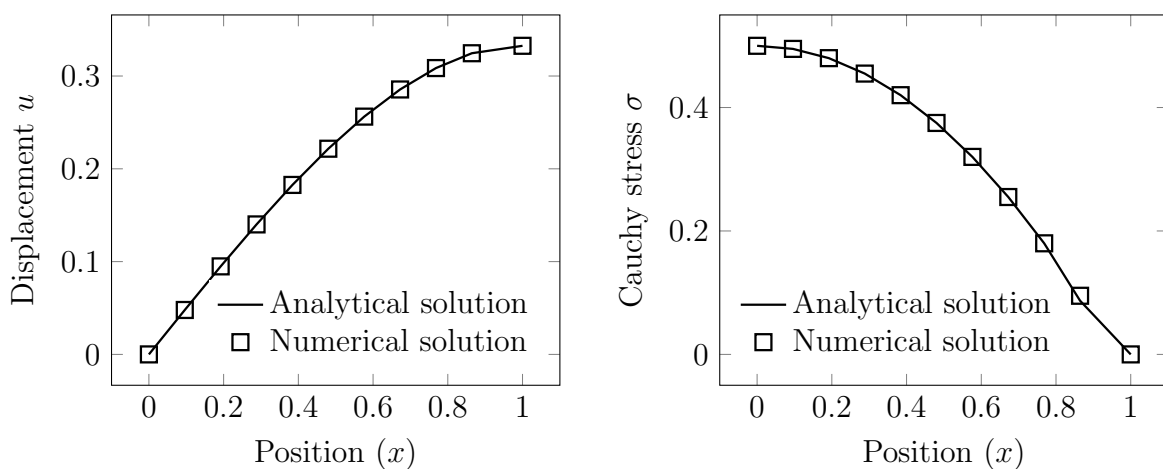 0.3
0.2
0.1
0
Displacement u
Analytical solution
Numerical solution
0 0.2 0.4 0.6 0.8 1
Position (x)
0.4
0.2
0
Cauchy stress σ
Analytical solution
Numerical solution
0 0.2 0.4 0.6 0.8 1
Position (x)